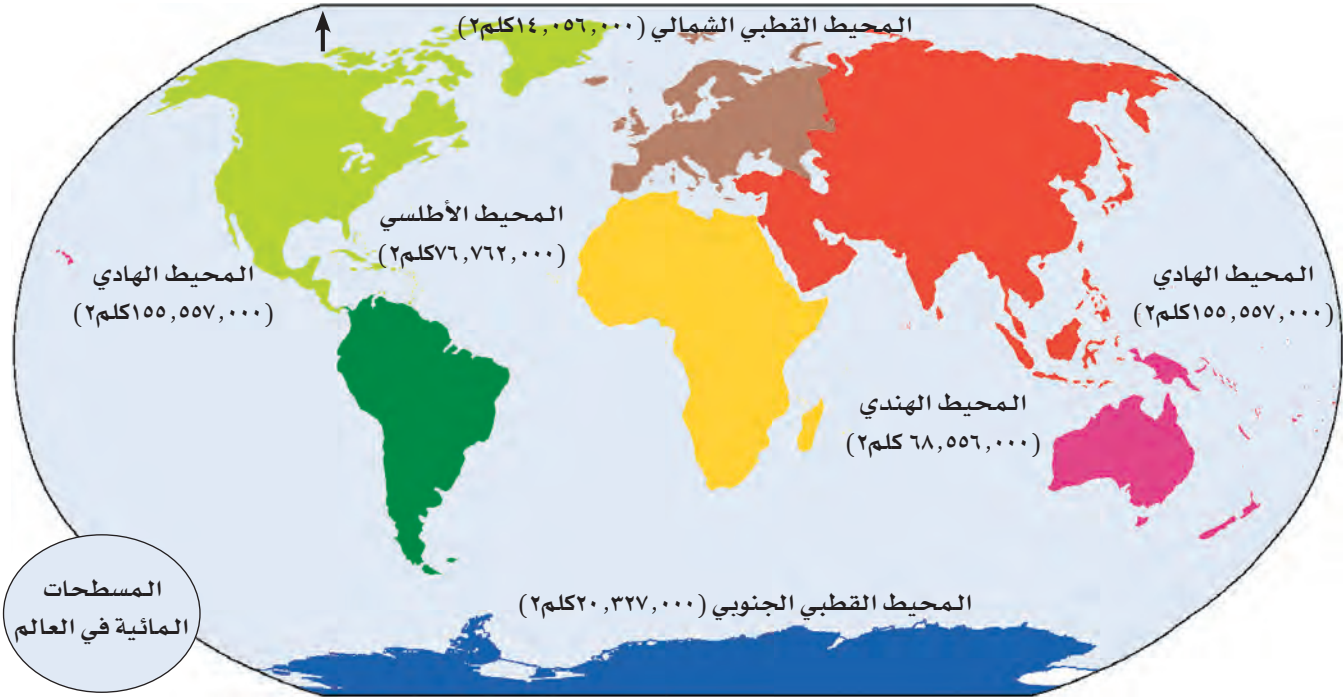 المحيط القطبي الشمالي (١٤,٠٥٦,٠٠٠كلم٢)
المحيط الأطلسي
(٧٦,٧٦٢,٠٠٠كلم٢)
المحيط الهادي
(١٥٥,٥٥٧,٠٠٠كلم٢)
المحيط الهادي
(١٥٥,٥٥٧,٠٠٠كلم٢)
المحيط الهندي
(٦٨,٥٥٦,٠٠٠ كلم٢)
المحيط القطبي الجنوبي (٢٠,٣٢٧,٠٠٠كلم٢)
المسطحات
المائية في العالم